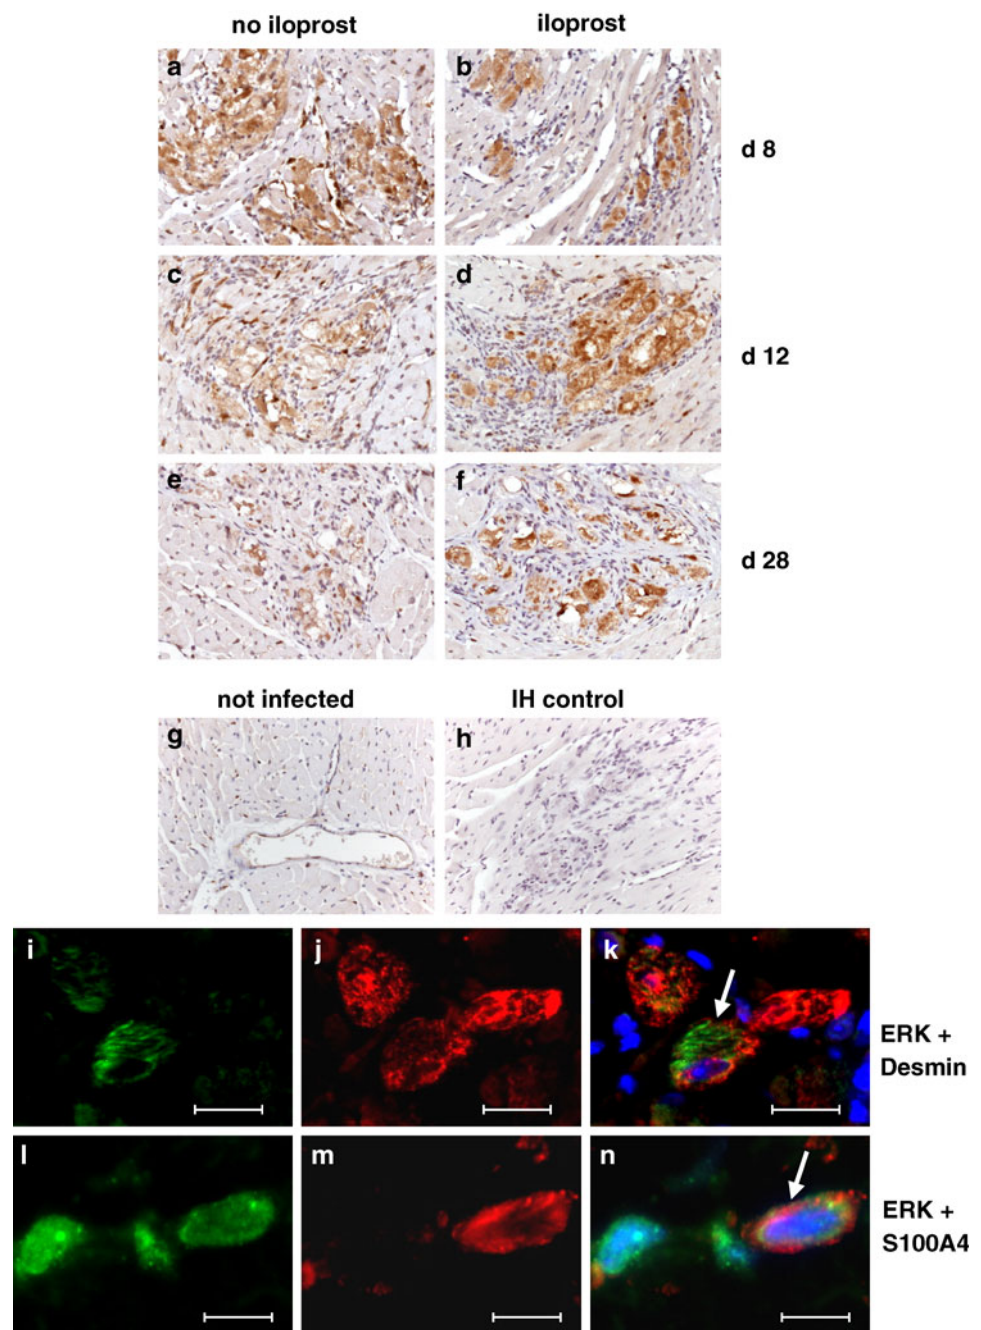 no iloprost iloprost
a b
d 8
c d
d 12
e f
d 28
not infected IH control
g h
i j k
ERK +
Desmin
l m n
ERK +
S100A4